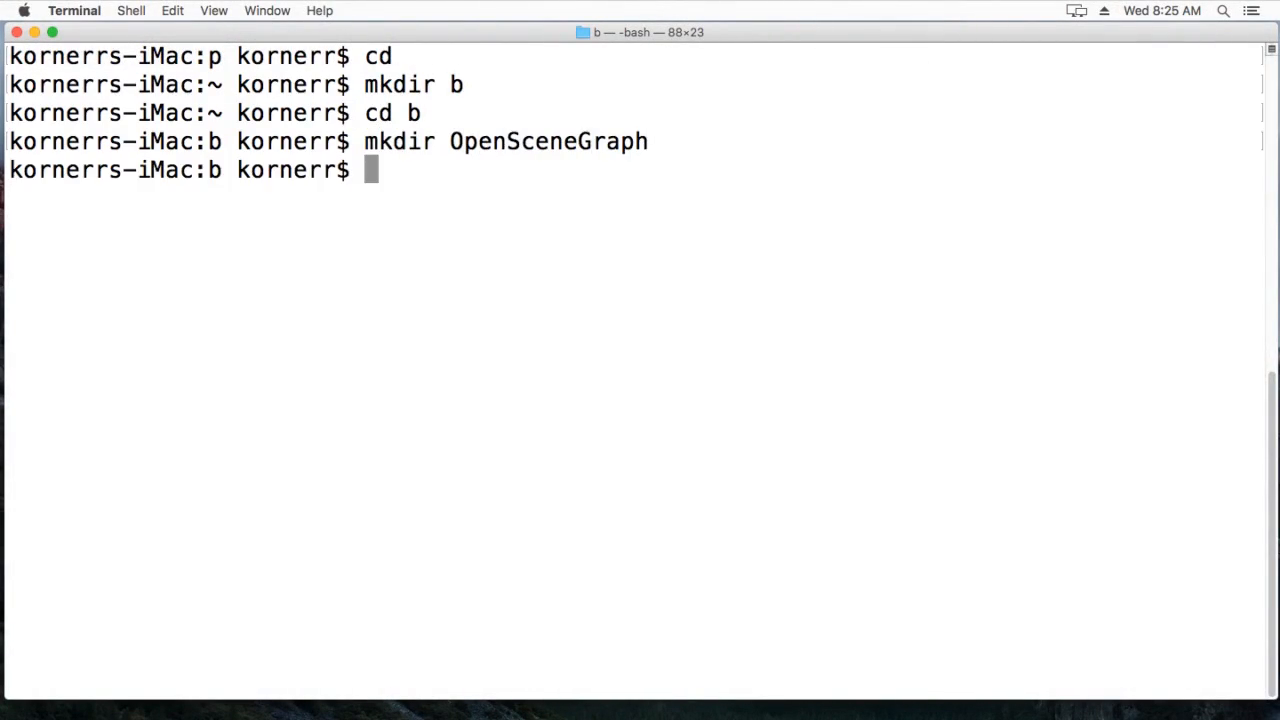 Terminal Shell Edit View Window Help Wed 8:25 AM
b — -bash — 88×23
kornerrs-iMac:p kornerr$ cd
kornerrs-iMac:~ kornerr$ mkdir b
kornerrs-iMac:~ kornerr$ cd b
kornerrs-iMac:b kornerr$ mkdir OpenSceneGraph
kornerrs-iMac:b kornerr$